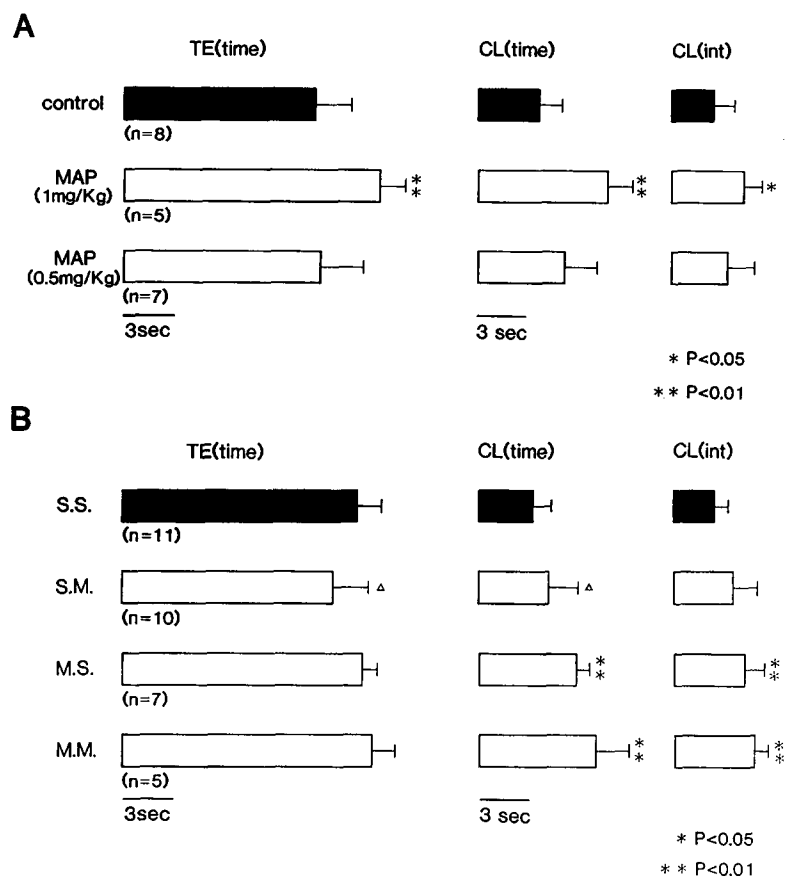 A
TE(time) CL(time) CL(int)
control
(n=8)
MAP
(1mg/Kg)
* *
* *
*
(n=5)
MAP
(0.5mg/Kg)
(n=7)
3sec 3 sec
* P<0.05
** P<0.01
B
TE(time) CL(time) CL(int)
S.S.
(n=11)
S.M. △ △
(n=10)
M.S.
* *
* *
(n=7)
M.M.
* *
* *
(n=5)
3sec 3 sec
* P<0.05
** P<0.01